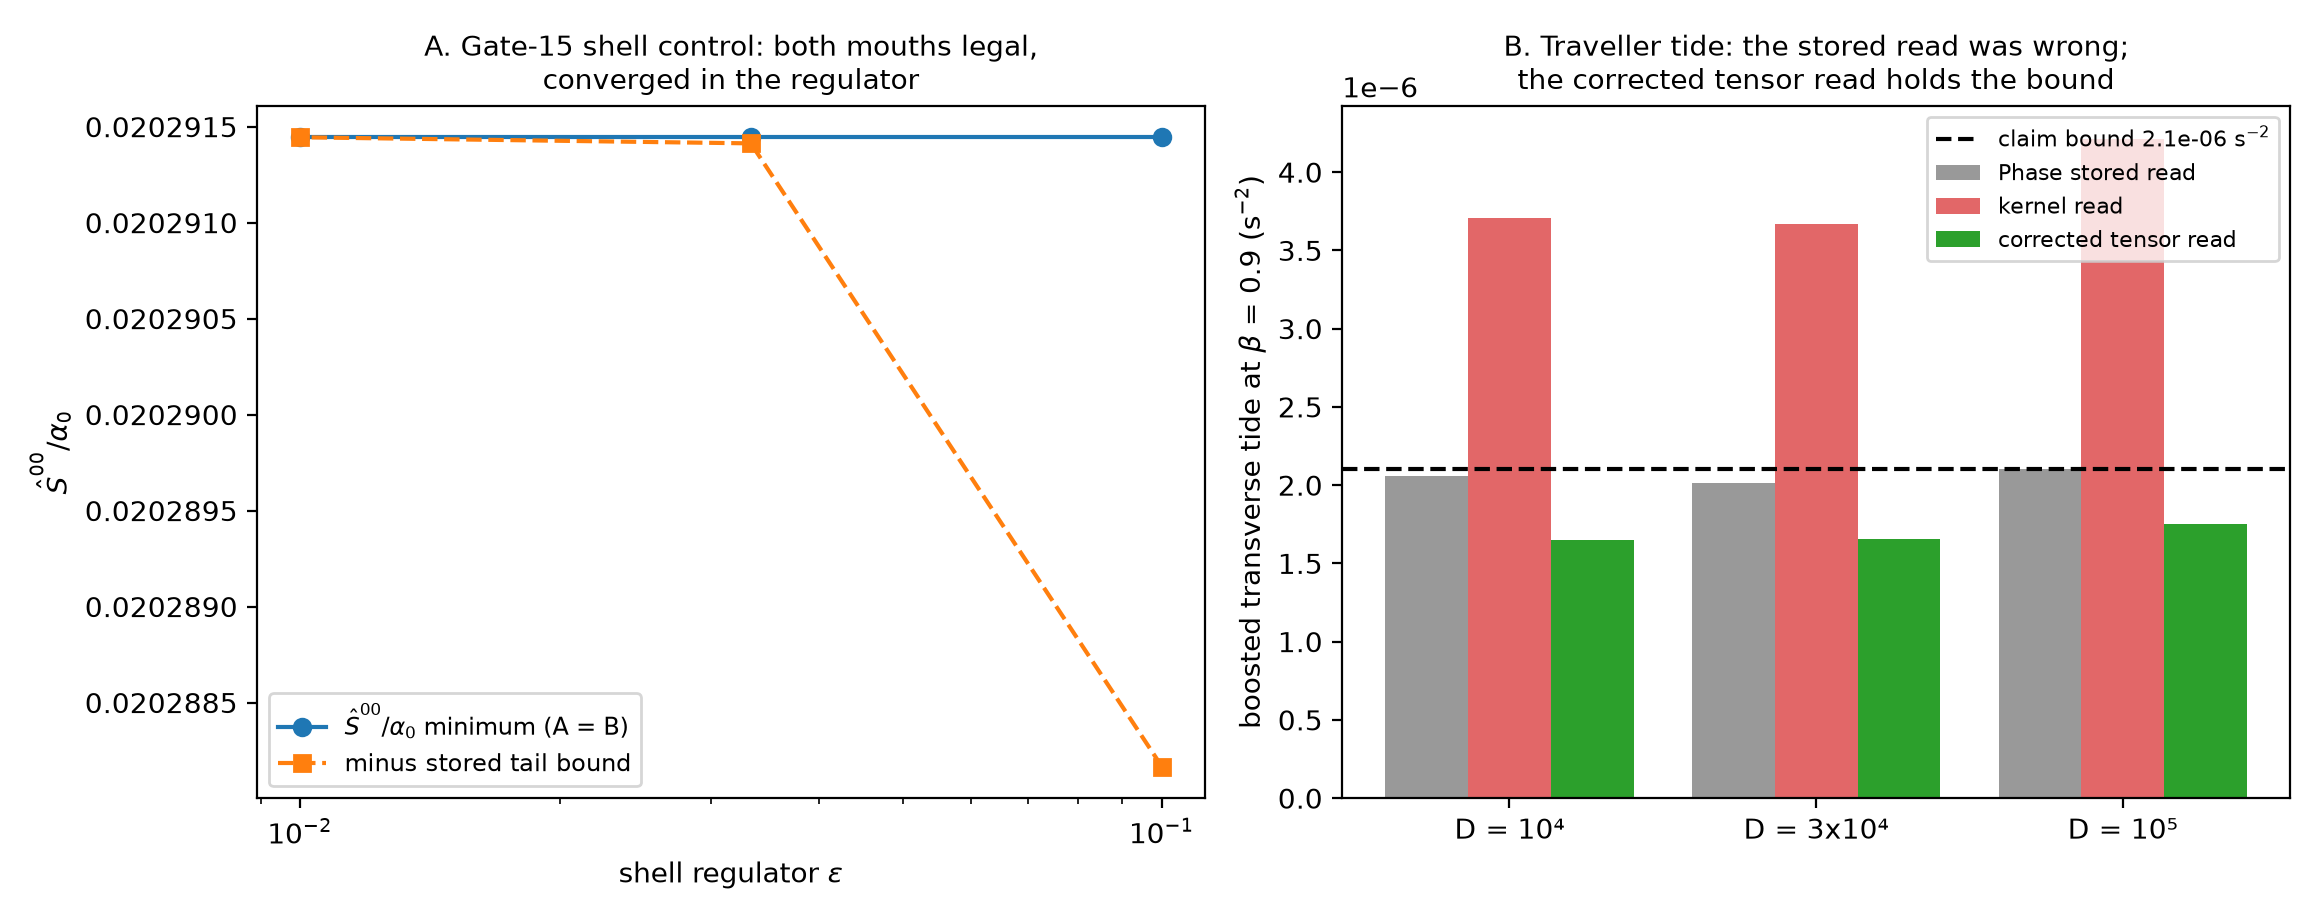 A. Gate-15 shell control: both mouths legal,
converged in the regulator
0.0202915
0.0202910
0.0202905
0.0202900
0.0202895
0.0202890
0.0202885
Ŝ⁰⁰/α₀
Ŝ⁰⁰/α₀ minimum (A = B)
minus stored tail bound
10⁻²
10⁻¹
shell regulator ε
B. Traveller tide: the stored read was wrong;
the corrected tensor read holds the bound
1e−6
4.0
3.5
3.0
2.5
2.0
1.5
1.0
0.5
0.0
boosted transverse tide at β = 0.9 (s⁻²)
claim bound 2.1e-06 s⁻²
Phase stored read
kernel read
corrected tensor read
D = 10⁴
D = 3x10⁴
D = 10⁵